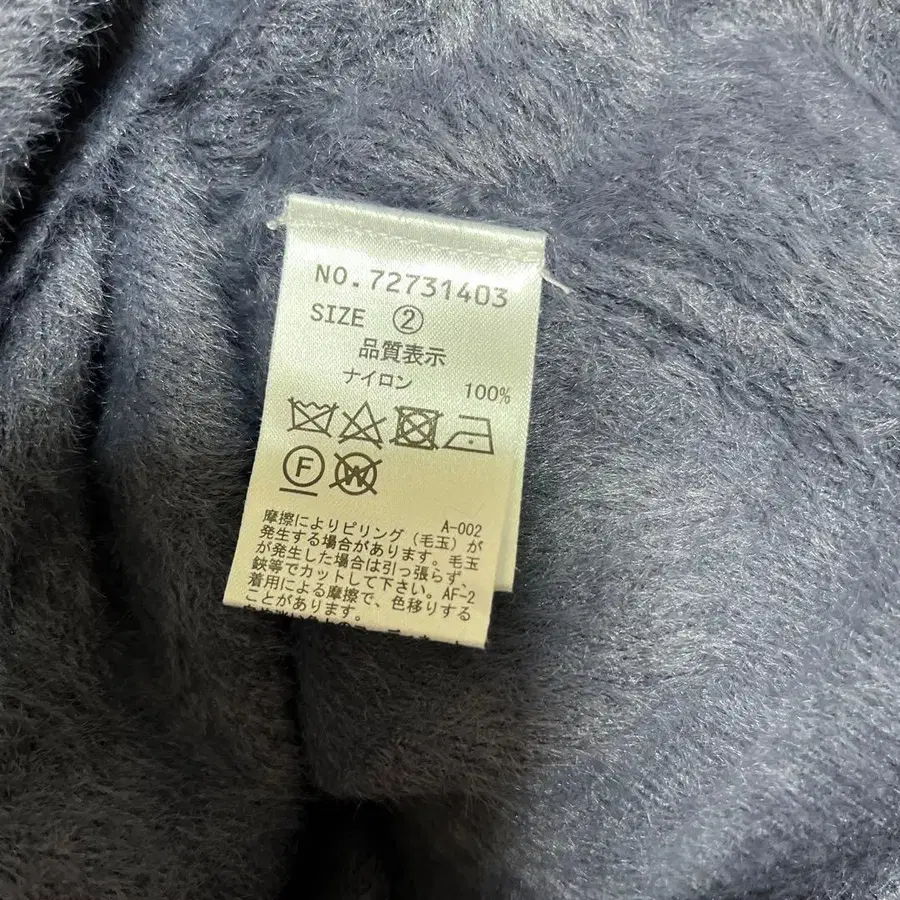 NO.72731403
SIZE ②
品質表示
ナイロン 100%
F W
A-002
摩擦によりピリング（毛玉）が
発生する場合があります。毛玉
が発生した場合は引っ張らず、
鋏等でカットして下さい。AF-2
着用による摩擦で、色移りする
ことがあります。